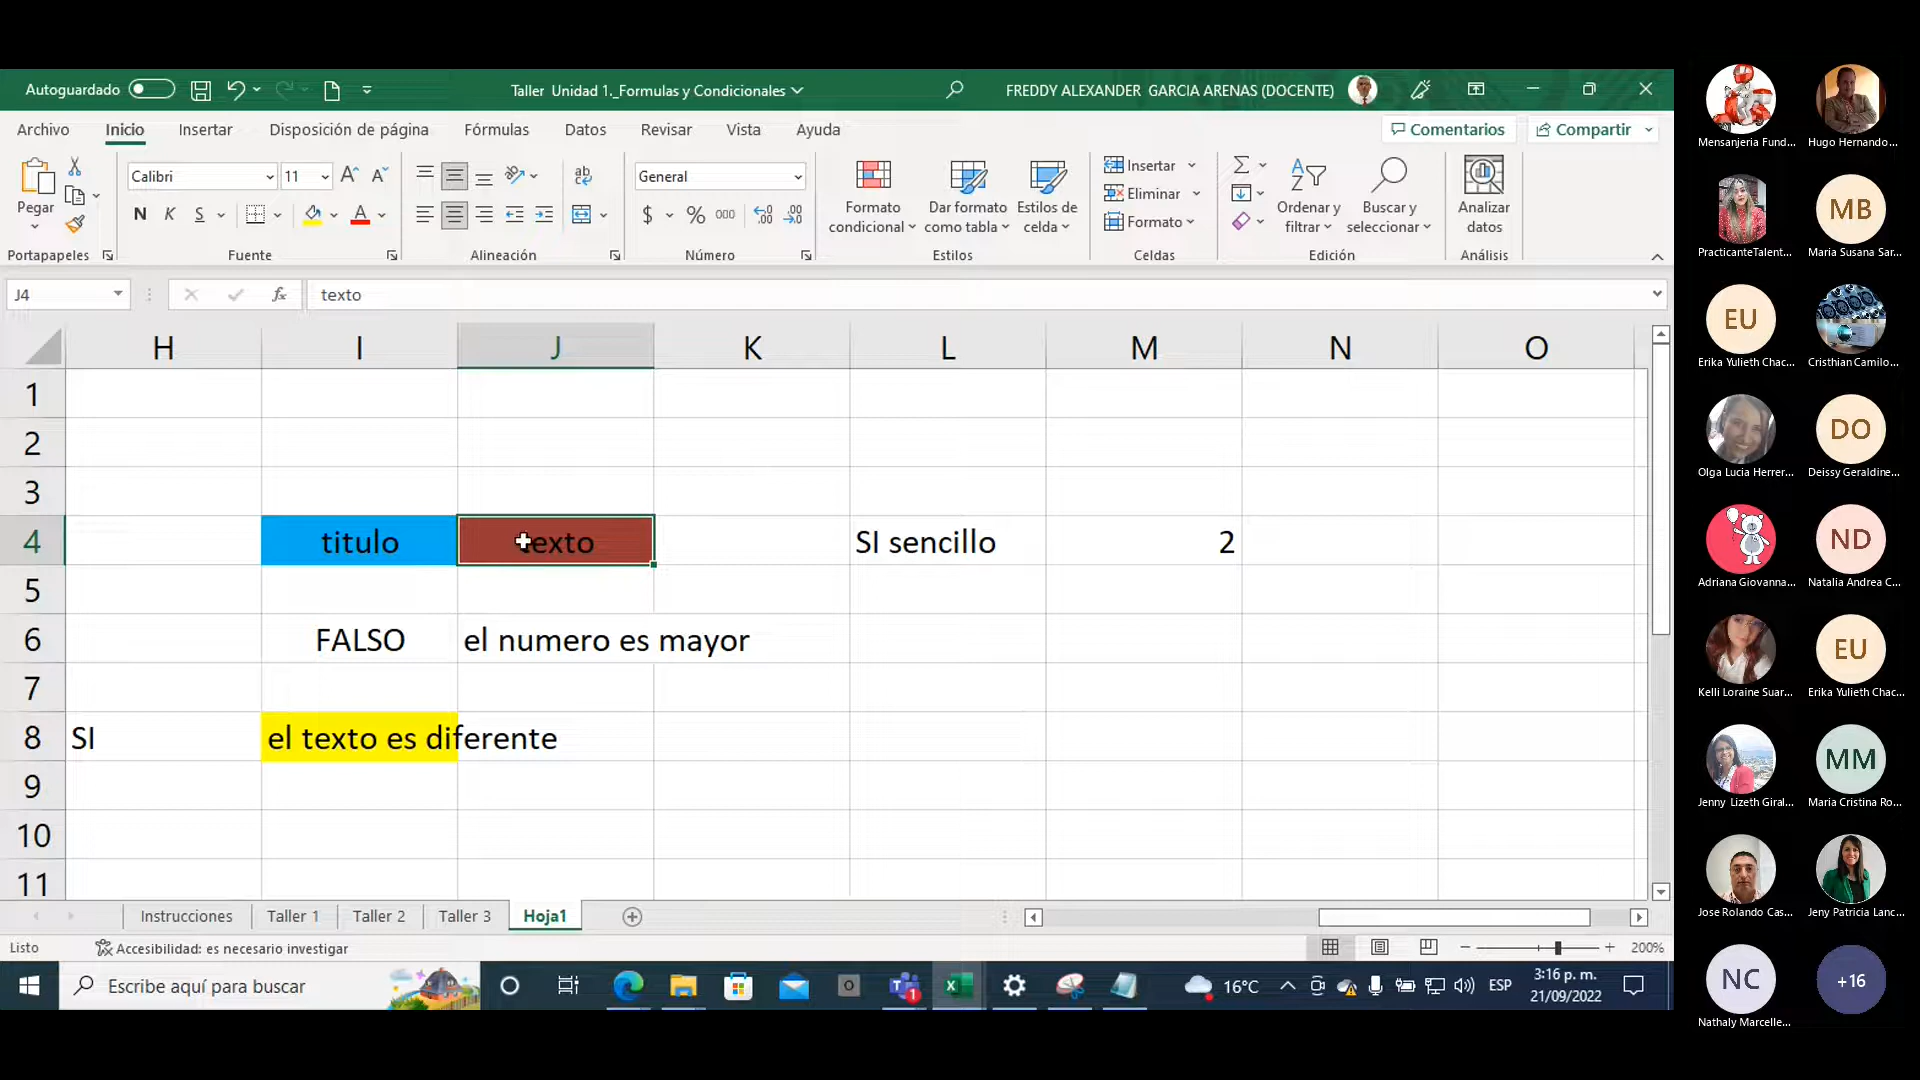 Autoguardado
Taller Unidad 1._Formulas y Condicionales
FREDDY ALEXANDER GARCIA ARENAS (DOCENTE)
Archivo Inicio Insertar Disposición de página Fórmulas Datos Revisar Vista Ayuda
Comentarios Compartir
Calibri 11 General
Pegar
N K S
$ % 000
Formato condicional
Dar formato como tabla
Estilos de celda
Insertar
Eliminar
Formato
Ordenar y filtrar
Buscar y seleccionar
Analizar datos
Portapapeles Fuente Alineación Número Estilos Celdas Edición Análisis
J4 fx texto
H I J K L M N O
1
2
3
4 titulo texto SI sencillo 2
5
6 FALSO el numero es mayor
7
8 SI el texto es diferente
9
10
11
Instrucciones Taller 1 Taller 2 Taller 3 Hoja1
Listo Accesibilidad: es necesario investigar 200%
Escribe aquí para buscar
16°C ESP 3:16 p. m.
21/09/2022
Mensanjeria Fund... Hugo Hernando...
MB
PracticanteTalent... Maria Susana Sar...
EU
Erika Yulieth Chac... Cristhian Camilo...
DO
Olga Lucia Herrer... Deissy Geraldine...
ND
Adriana Giovanna... Natalia Andrea C...
EU
Kelli Loraine Suar... Erika Yulieth Chac...
MM
Jenny Lizeth Giral... Maria Cristina Ro...
Jose Rolando Cas... Jeny Patricia Lanc...
NC +16
Nathaly Marcelle...